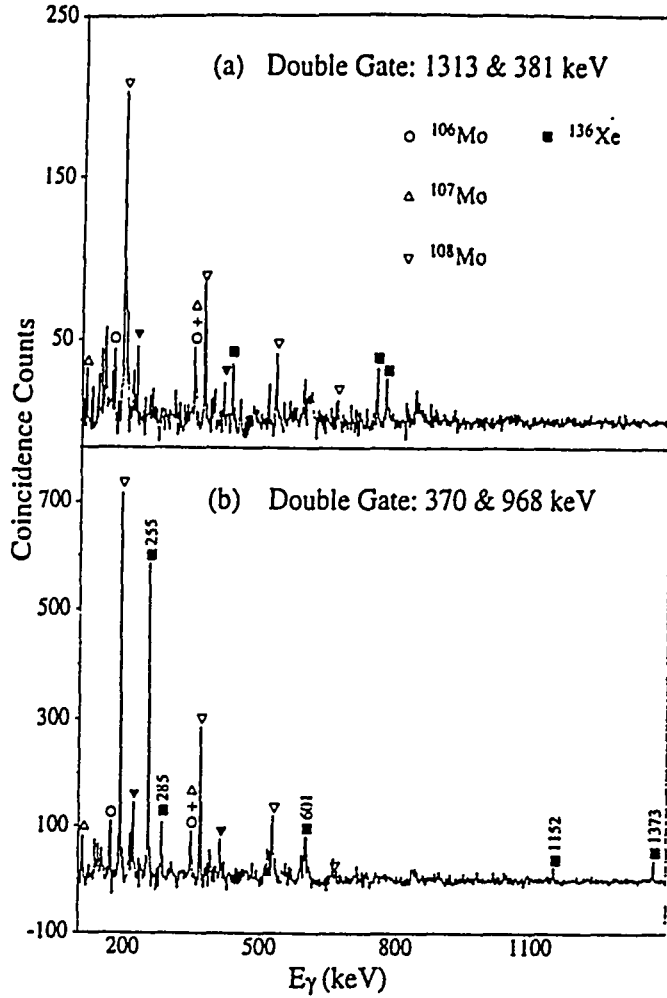 250
(a) Double Gate: 1313 & 381 keV
106Mo
136Xe
107Mo
108Mo
150
50
+
Coincidence Counts
(b) Double Gate: 370 & 968 keV
700
255
500
300
285
+
601
1152
1373
100
-100
200
500
800
1100
Eγ (keV)